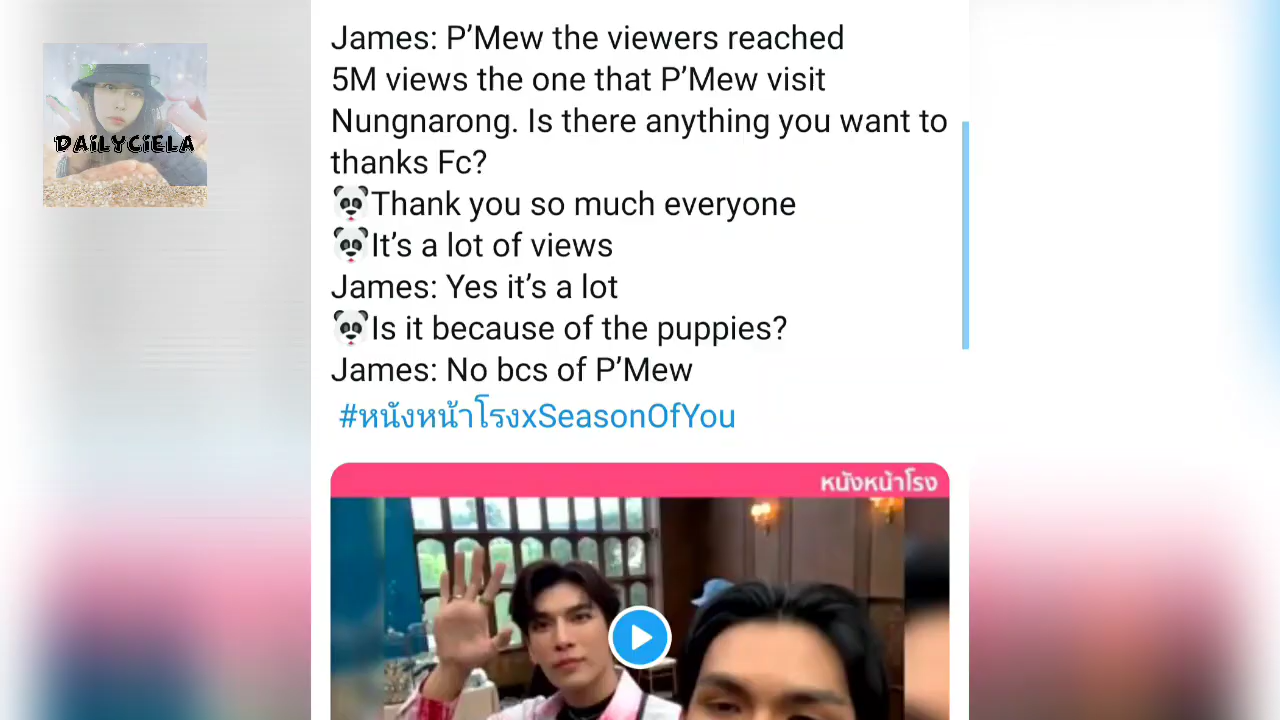 DAILYCIELA
James: P’Mew the viewers reached
5M views the one that P’Mew visit
Nungnarong. Is there anything you want to
thanks Fc?
🐼Thank you so much everyone
🐼It’s a lot of views
James: Yes it’s a lot
🐼Is it because of the puppies?
James: No bcs of P’Mew
#หนังหน้าโรงxSeasonOfYou
หนังหน้าโรง